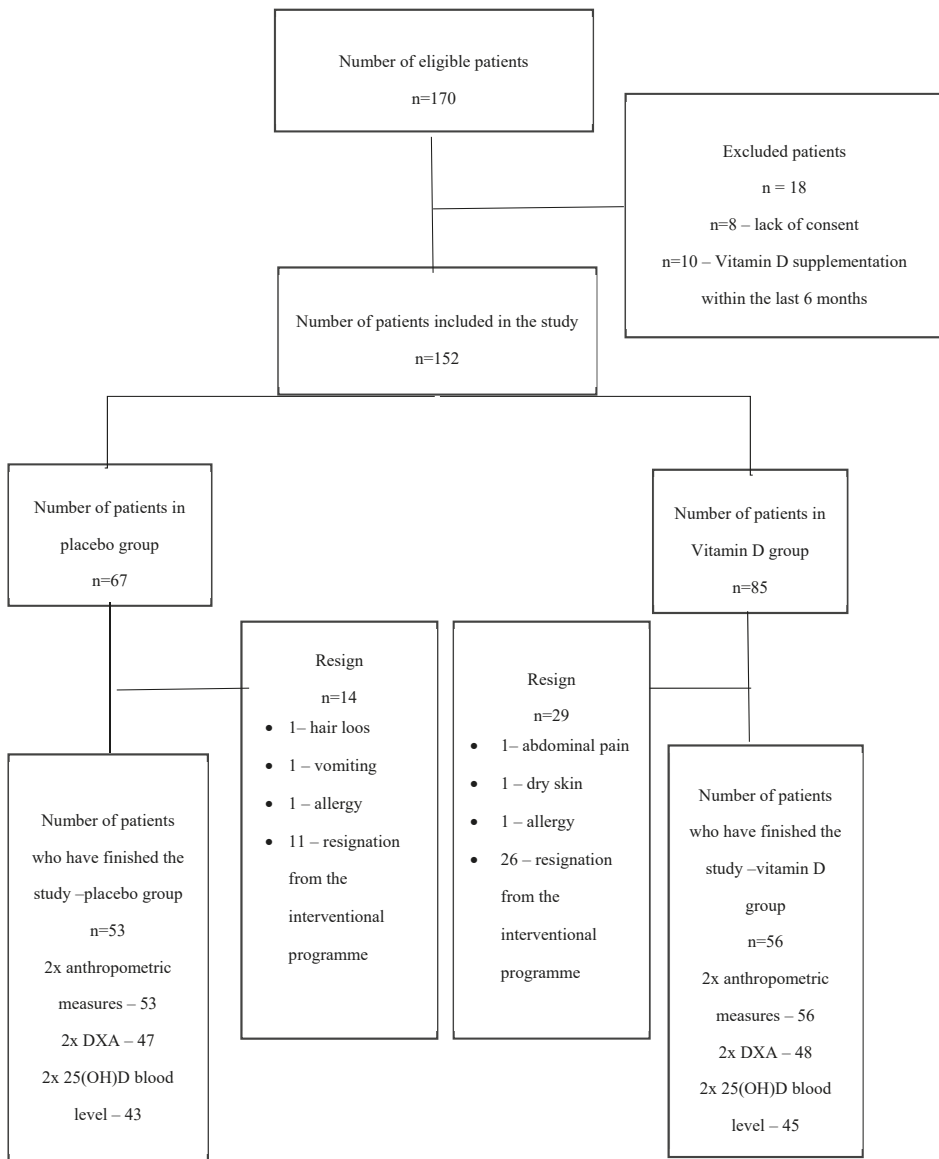 Number of eligible patients
n=170
Excluded patients
n = 18
n=8 – lack of consent
n=10 – Vitamin D supplementation
within the last 6 months
Number of patients included in the study
n=152
Number of patients in
placebo group
n=67
Number of patients in
Vitamin D group
n=85
Resign
n=14
• 1– hair loos
• 1 – vomiting
• 1 – allergy
• 11 – resignation
from the
interventional
programme
Resign
n=29
• 1– abdominal pain
• 1 – dry skin
• 1 – allergy
• 26 – resignation
from the
interventional
programme
Number of patients
who have finished the
study –placebo group
n=53
2x anthropometric
measures – 53
2x DXA – 47
2x 25(OH)D blood
level – 43
Number of patients
who have finished the
study –vitamin D
group
n=56
2x anthropometric
measures – 56
2x DXA – 48
2x 25(OH)D blood
level – 45